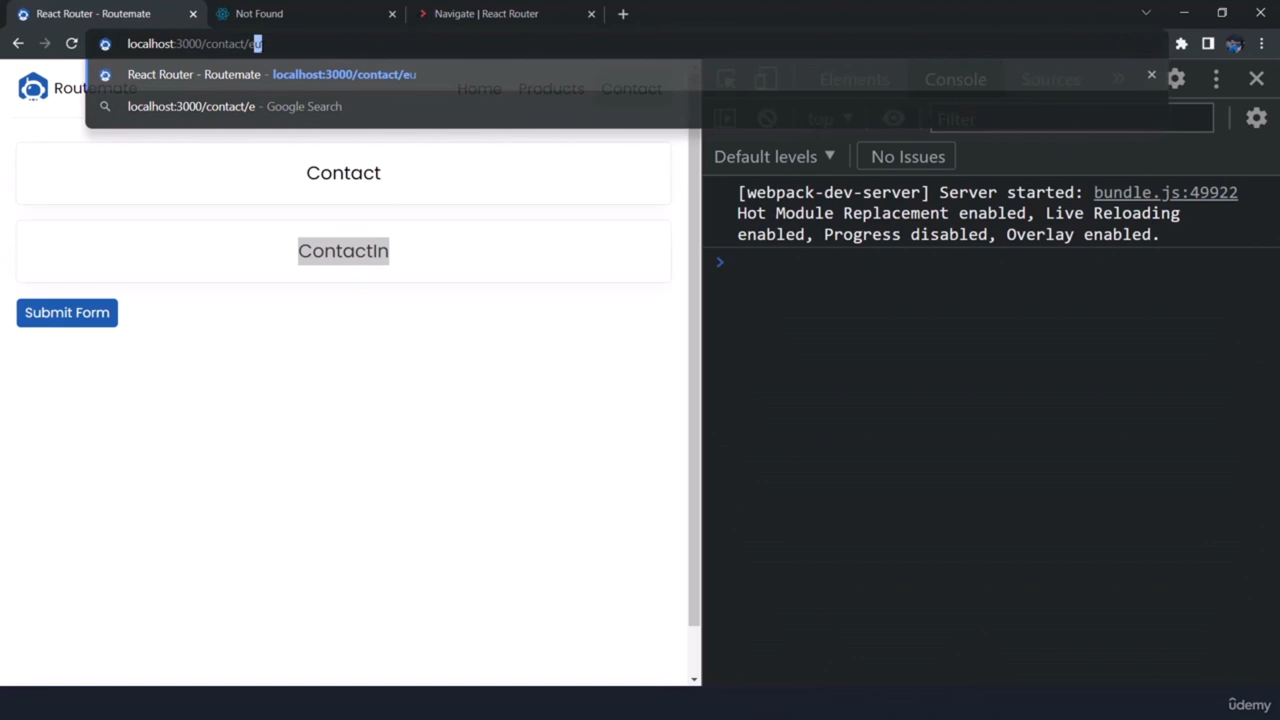 React Router - Routemate
Not Found
Navigate | React Router
localhost:3000/contact/eu
React Router - Routemate - localhost:3000/contact/eu
localhost:3000/contact/e - Google Search
Routemate
Home Products Contact
Elements Console Sources
top
Filter
Default levels
No Issues
Contact
ContactIn
Submit Form
[webpack-dev-server] Server started: bundle.js:49922
Hot Module Replacement enabled, Live Reloading
enabled, Progress disabled, Overlay enabled.
ûdemy